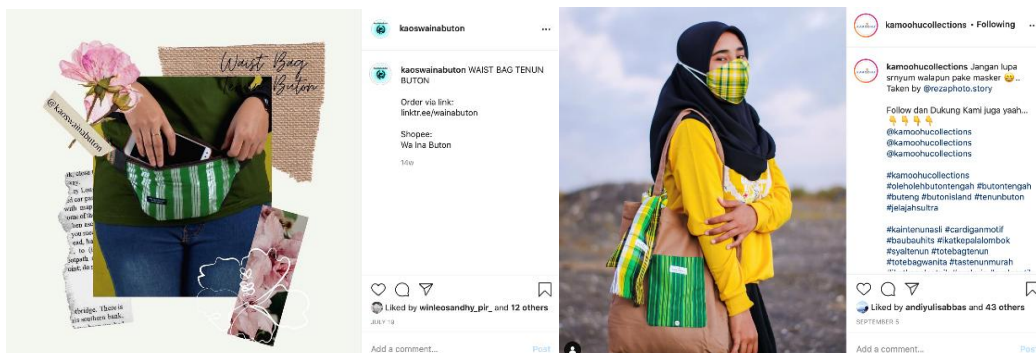 Waist Bag
Tenun Buton
@kaoswainabuton
kaoswainabuton
kaoswainabuton WAIST BAG TENUN
BUTON
Order via link:
linktr.ee/wainabuton
Shopee:
Wa Ina Buton
14w
Liked by winleosandhy_pir_ and 12 others
JULY 19
Add a comment...
Post
kamoohucollections • Following
kamoohucollections Jangan lupa
srnyum walapun pake masker 😄..
Taken by @rezaphoto.story
Follow dan Dukung Kami juga yaah...
👇👇👇👇
@kamoohucollections
@kamoohucollections
@kamoohucollections
#kamoohucollections
#oleholehbutontengah #butontengah
#buteng #butonisland #tenunbuton
#jelajahsultra
#kaintenunasli #cardiganmotif
#baubauhits #ikatkepalalombok
#syaltenun #totebagtenun
#totebagwanita #tastenunmurah
Liked by andiyulisabbas and 43 others
SEPTEMBER 5
Add a comment...
Post